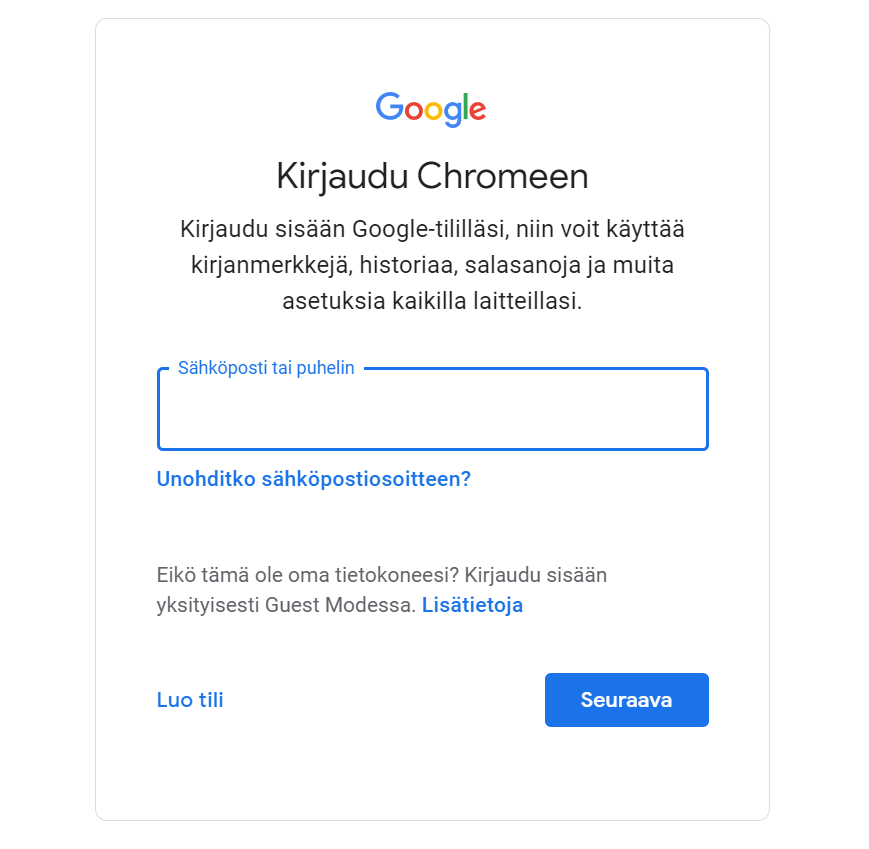 Google
Kirjaudu Chromeen
Kirjaudu sisään Google-tililläsi, niin voit käyttää
kirjanmerkkejä, historiaa, salasanoja ja muita
asetuksia kaikilla laitteillasi.
Sähköposti tai puhelin
Unohditko sähköpostiosoitteen?
Eikö tämä ole oma tietokoneesi? Kirjaudu sisään
yksityisesti Guest Modessa. Lisätietoja
Luo tili
Seuraava